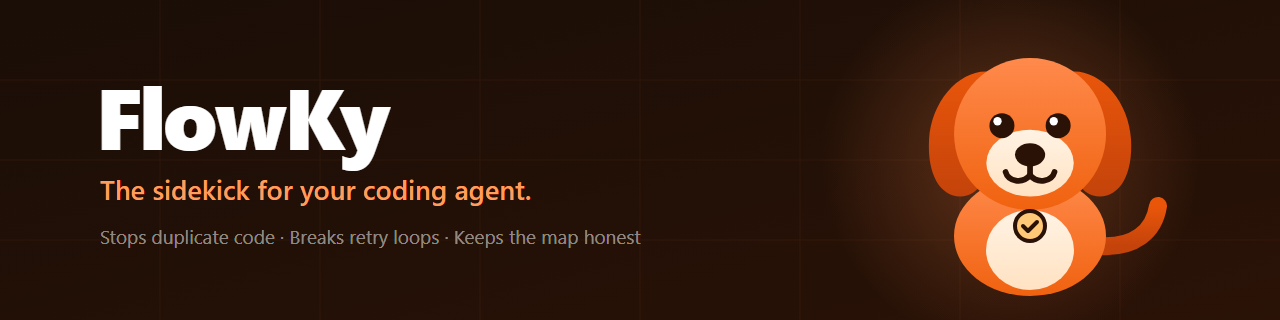 FlowKy
The sidekick for your coding agent.
Stops duplicate code · Breaks retry loops · Keeps the map honest